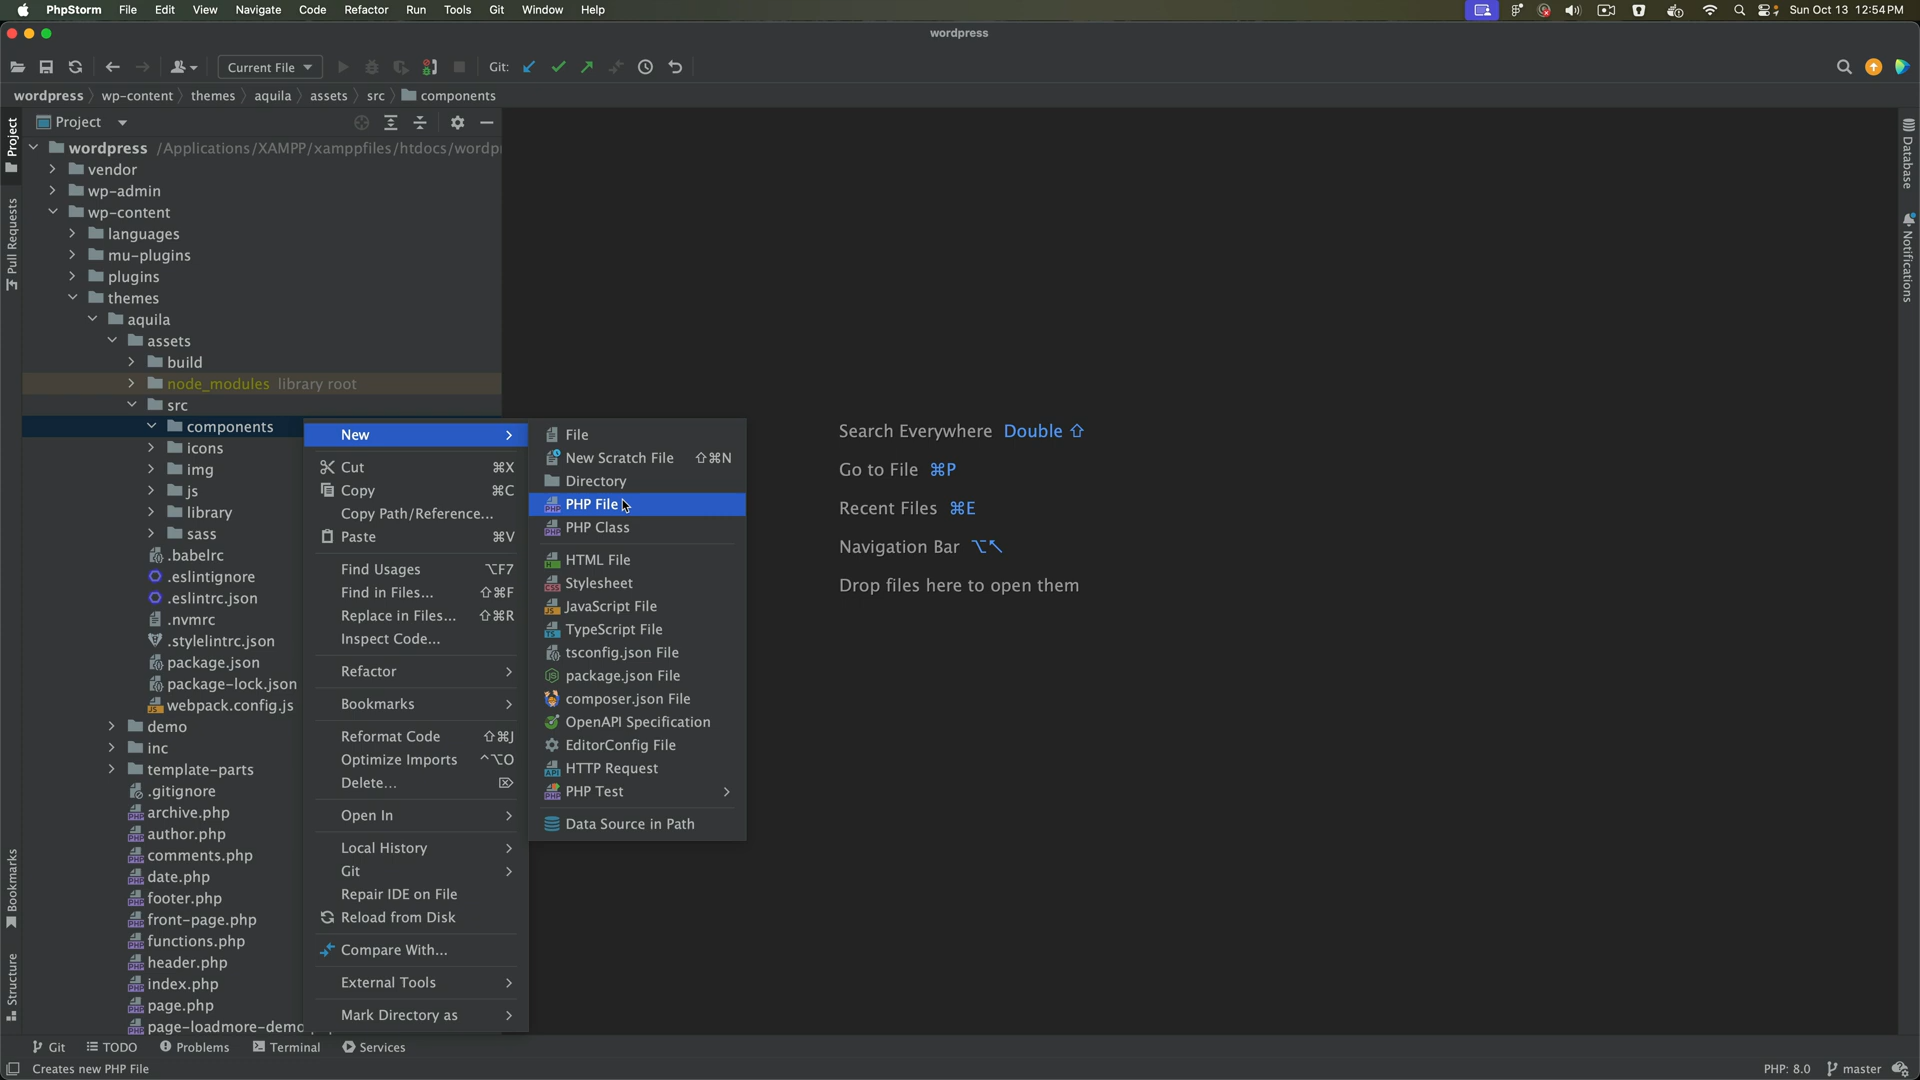 PhpStorm File Edit View Navigate Code Refactor Run Tools Git Window Help Sun Oct 13 12:54 PM
wordpress
Current File Git:
wordpress wp-content themes aquila assets src components
Project
wordpress /Applications/XAMPP/xamppfiles/htdocs/wordp
vendor
wp-admin
wp-content
languages
mu-plugins
plugins
themes
aquila
assets
build
node_modules library root
src
components
icons
img
js
library
sass
.babelrc
.eslintignore
.eslintrc.json
.nvmrc
.stylelintrc.json
package.json
package-lock.json
webpack.config.js
demo
inc
template-parts
.gitignore
archive.php
author.php
comments.php
date.php
footer.php
front-page.php
functions.php
header.php
index.php
page.php
page-loadmore-demo
New
Cut ⌘X
Copy ⌘C
Copy Path/Reference...
Paste ⌘V
Find Usages ⌥F7
Find in Files... ⇧⌘F
Replace in Files... ⇧⌘R
Inspect Code...
Refactor
Bookmarks
Reformat Code ⇧⌘J
Optimize Imports ^⌥O
Delete... ⌦
Open In
Local History
Git
Repair IDE on File
Reload from Disk
Compare With...
External Tools
Mark Directory as
File
New Scratch File ⇧⌘N
Directory
PHP File
PHP Class
HTML File
Stylesheet
JavaScript File
TypeScript File
tsconfig.json File
package.json File
composer.json File
OpenAPI Specification
EditorConfig File
HTTP Request
PHP Test
Data Source in Path
Search Everywhere Double ⇧
Go to File ⌘P
Recent Files ⌘E
Navigation Bar ⌥↖
Drop files here to open them
Project
Pull Requests
Bookmarks
Structure
Database
Notifications
Git TODO Problems Terminal Services
Creates new PHP File PHP: 8.0 master